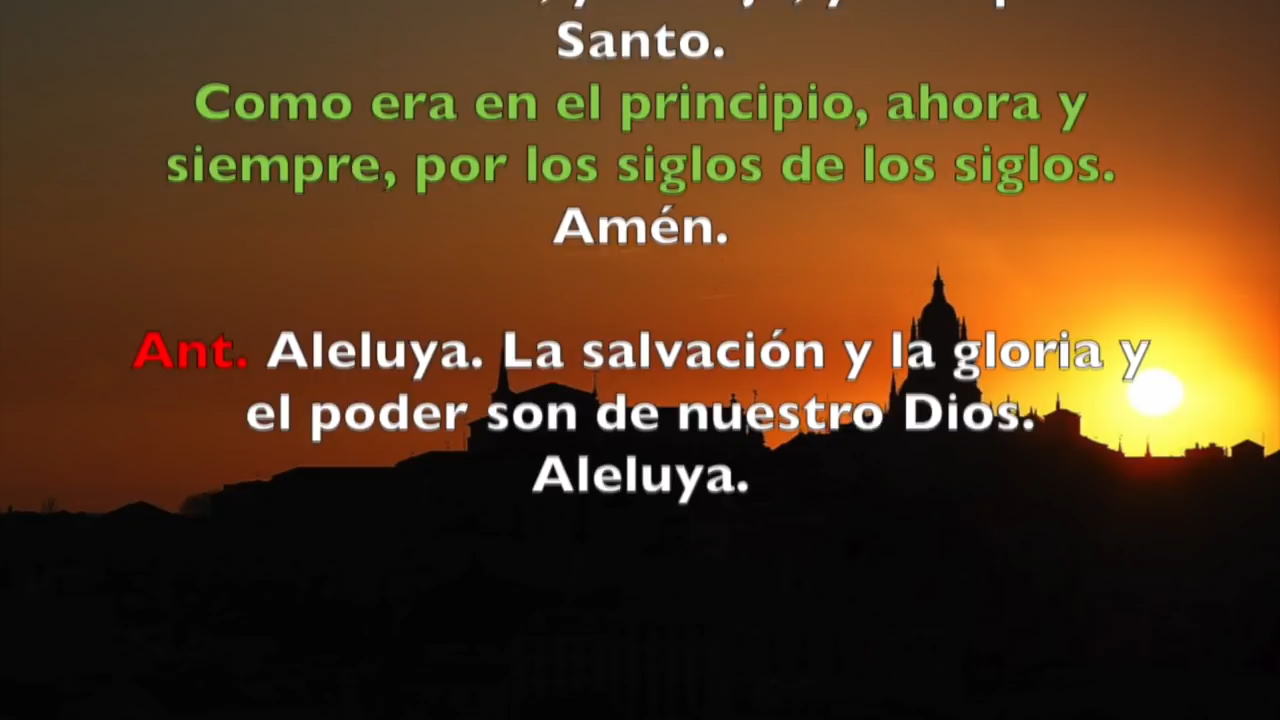 Santo.
Como era en el principio, ahora y
siempre, por los siglos de los siglos.
Amén.
Ant. Aleluya. La salvación y la gloria y
el poder son de nuestro Dios.
Aleluya.